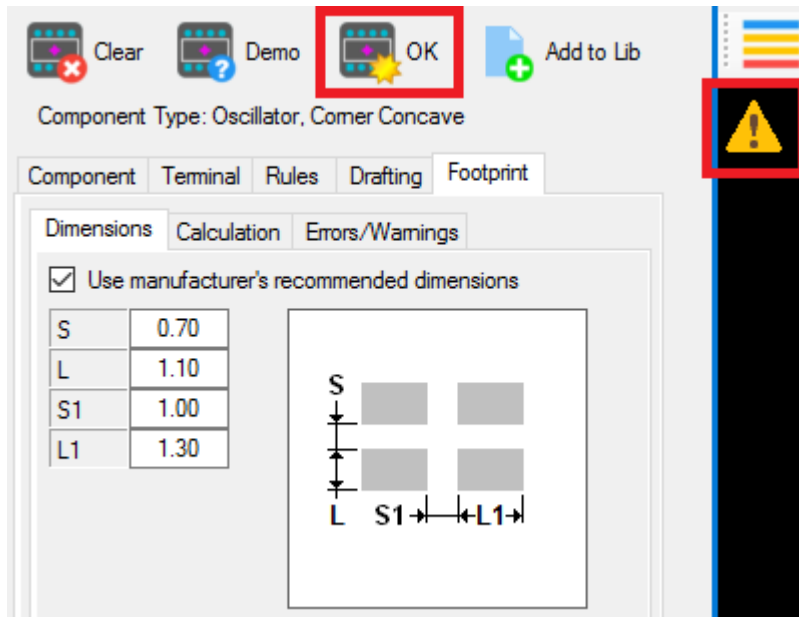 Clear Demo OK Add to Lib
Component Type: Oscillator, Corner Concave
Component Terminal Rules Drafting Footprint
Dimensions Calculation Errors/Warnings
Use manufacturer's recommended dimensions
S 0.70
L 1.10
S1 1.00
L1 1.30
S
L S1 L1